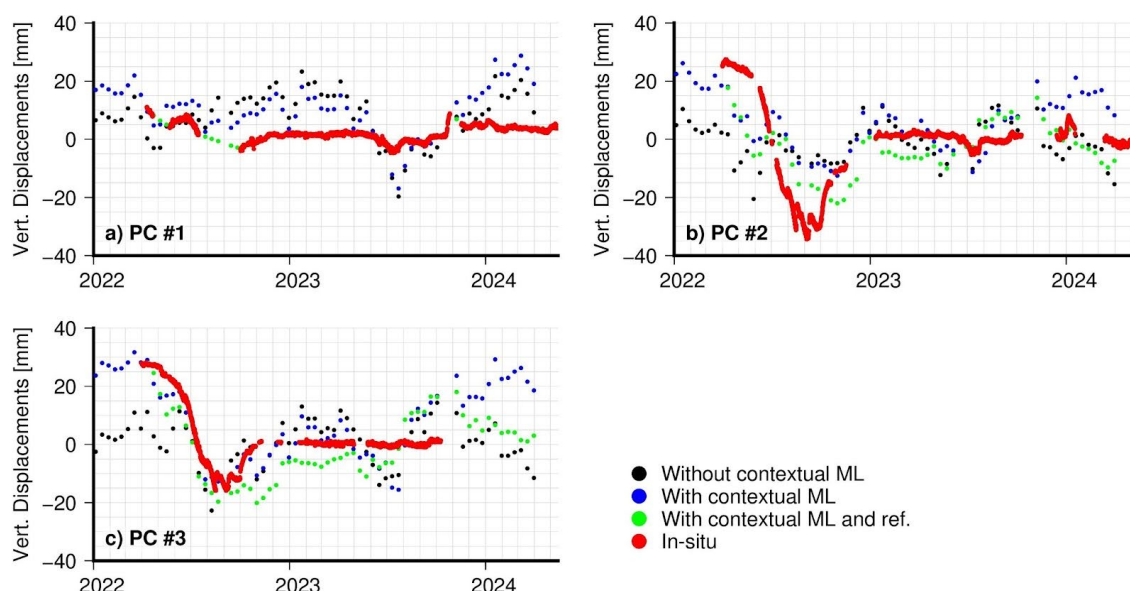 Vert. Displacements [mm]
40
20
0
−20
−40
a) PC #1
2022
2023
2024
Vert. Displacements [mm]
40
20
0
−20
−40
b) PC #2
2022
2023
2024
Vert. Displacements [mm]
40
20
0
−20
−40
c) PC #3
2022
2023
2024
Without contextual ML
With contextual ML
With contextual ML and ref.
In-situ